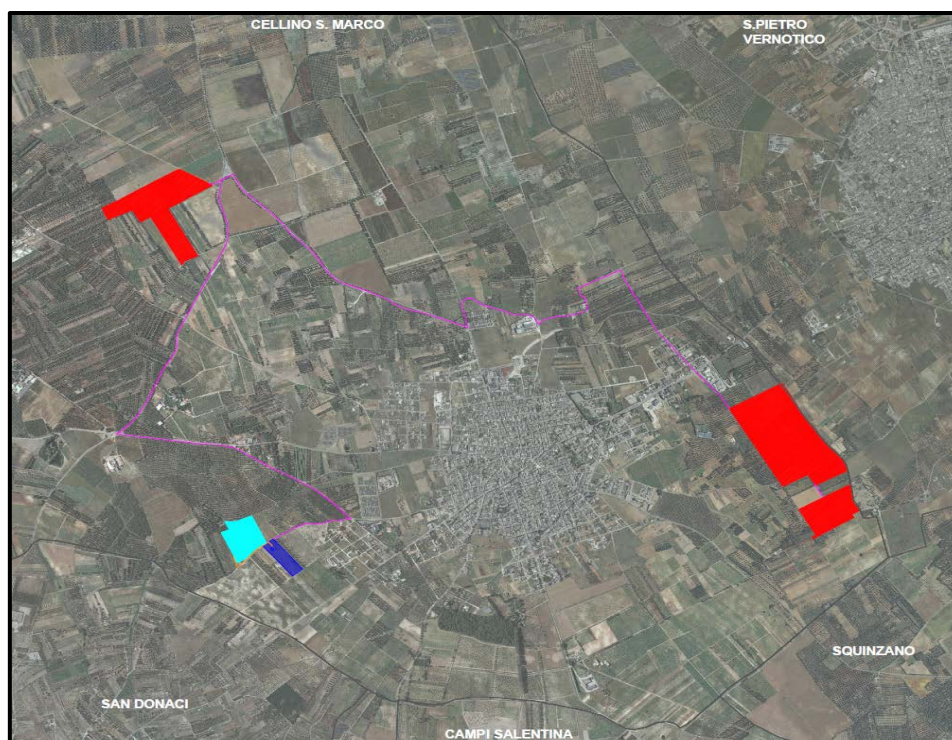 CELLINO S. MARCO
S.PIETRO
VERNOTICO
SQUINZANO
SAN DONACI
CAMPI SALENTINA